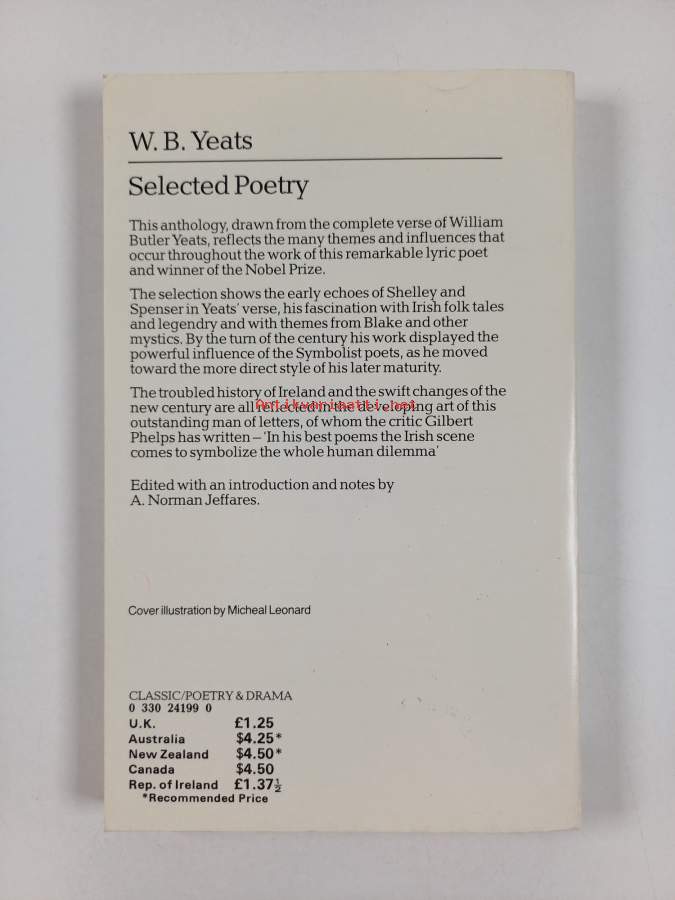 W. B. Yeats
Selected Poetry
This anthology, drawn from the complete verse of William
Butler Yeats, reflects the many themes and influences that
occur throughout the work of this remarkable lyric poet
and winner of the Nobel Prize.
The selection shows the early echoes of Shelley and
Spenser in Yeats' verse, his fascination with Irish folk tales
and legendry and with themes from Blake and other
mystics. By the turn of the century his work displayed the
powerful influence of the Symbolist poets, as he moved
toward the more direct style of his later maturity.
The troubled history of Ireland and the swift changes of the
new century are all reflected in the developing art of this
Antikvariaatti.net
outstanding man of letters, of whom the critic Gilbert
Phelps has written – 'In his best poems the Irish scene
comes to symbolize the whole human dilemma'
Edited with an introduction and notes by
A. Norman Jeffares.
Cover illustration by Micheal Leonard
CLASSIC/POETRY & DRAMA
0 330 24199 0
U.K. £1.25
Australia $4.25*
New Zealand $4.50*
Canada $4.50
Rep. of Ireland £1.37½
*Recommended Price